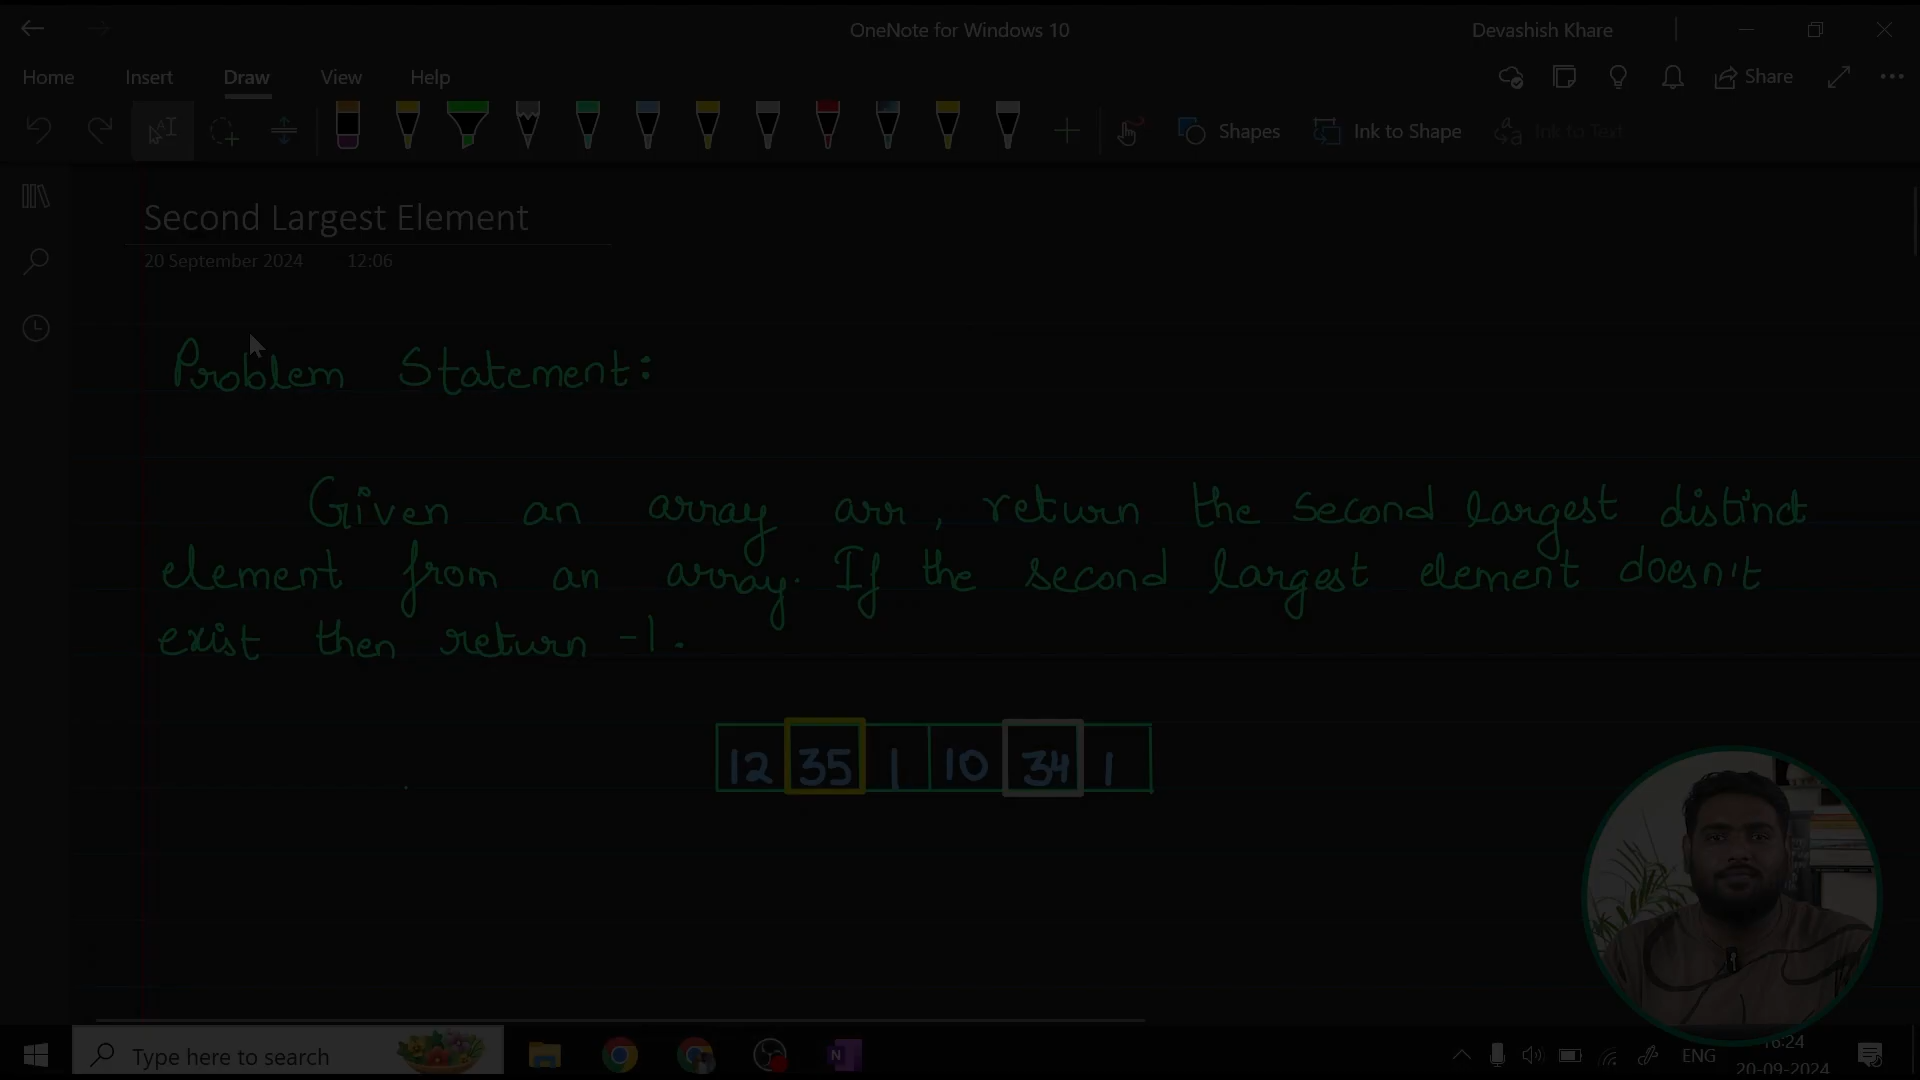 OneNote for Windows 10
Devashish Khare
Home Insert Draw View Help
Share
Shapes
Ink to Shape
Ink to Text
Second Largest Element
20 September 2024 12:06
Problem Statement:
Given an array arr, return the second largest distinct
element from an array. If the second largest element doesn't
exist then return -1.
12 35 1 10 34 1
Type here to search
ENG
16:24
20-09-2024